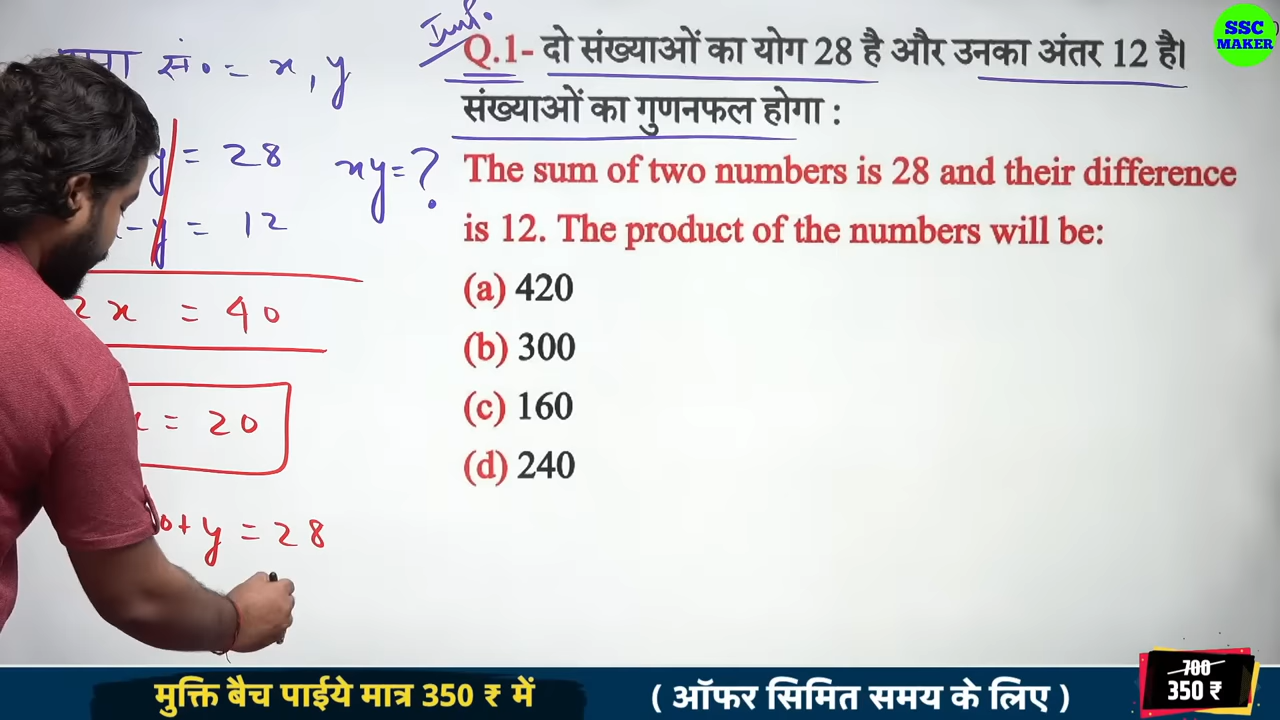 Imp.
Q.1- दो संख्याओं का योग 28 है और उनका अंतर 12 है।
संख्याओं का गुणनफल होगा :
The sum of two numbers is 28 and their difference
is 12. The product of the numbers will be:
(a) 420
(b) 300
(c) 160
(d) 240
सं० = x, y
y = 28
xy = ?
- y = 12
2x = 40
x = 20
0 + y = 28
SSC
MAKER
मुक्ति बैच पाईये मात्र 350 ₹ में
( ऑफर सिमित समय के लिए )
700
350 ₹